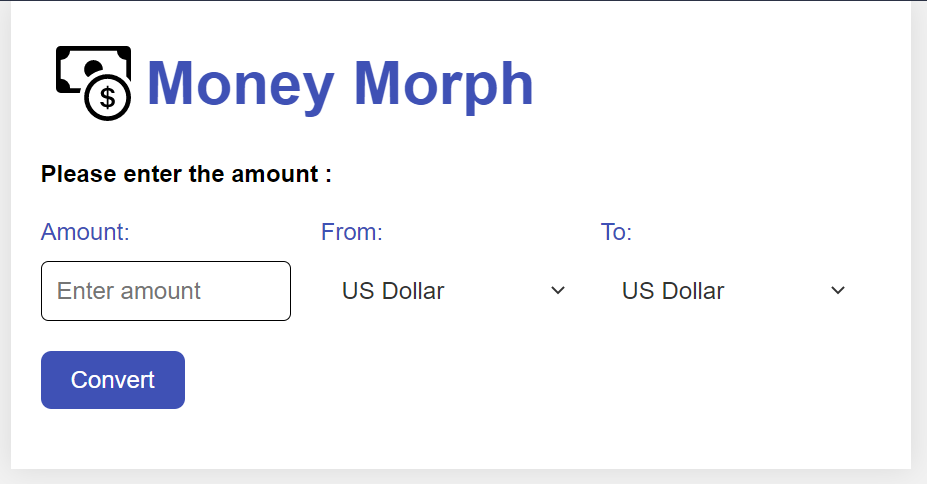 $ Money Morph
Please enter the amount :
Amount: From: To:
Enter amount US Dollar US Dollar
Convert